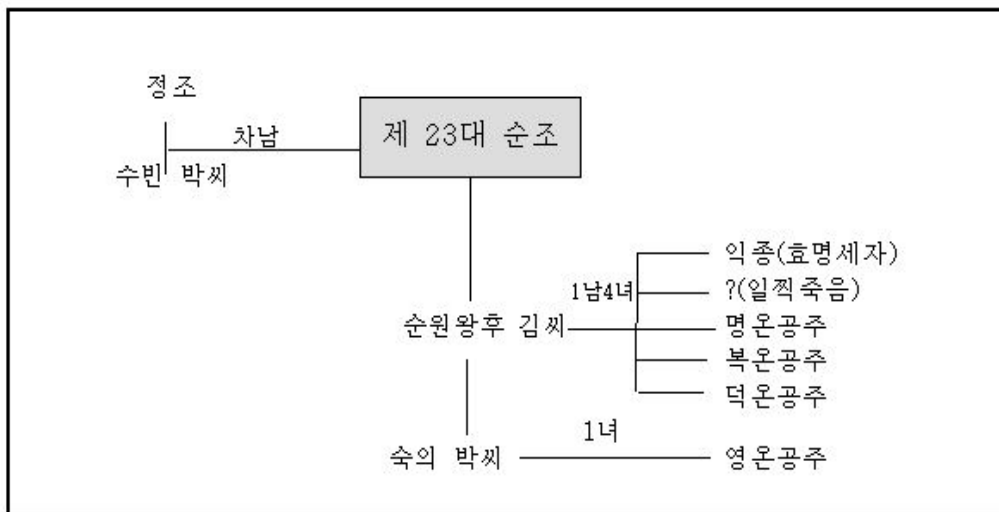 정조
차남
제 23대 순조
수빈 박씨
익종(효명세자)
1남4녀
?(일찍죽음)
순원왕후 김씨
명온공주
복온공주
덕온공주
1녀
숙의 박씨
영온공주